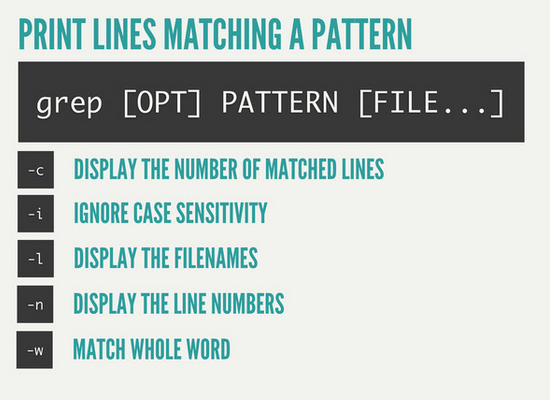 PRINT LINES MATCHING A PATTERN
grep [OPT] PATTERN [FILE...]
-c DISPLAY THE NUMBER OF MATCHED LINES
-i IGNORE CASE SENSITIVITY
-l DISPLAY THE FILENAMES
-n DISPLAY THE LINE NUMBERS
-w MATCH WHOLE WORD